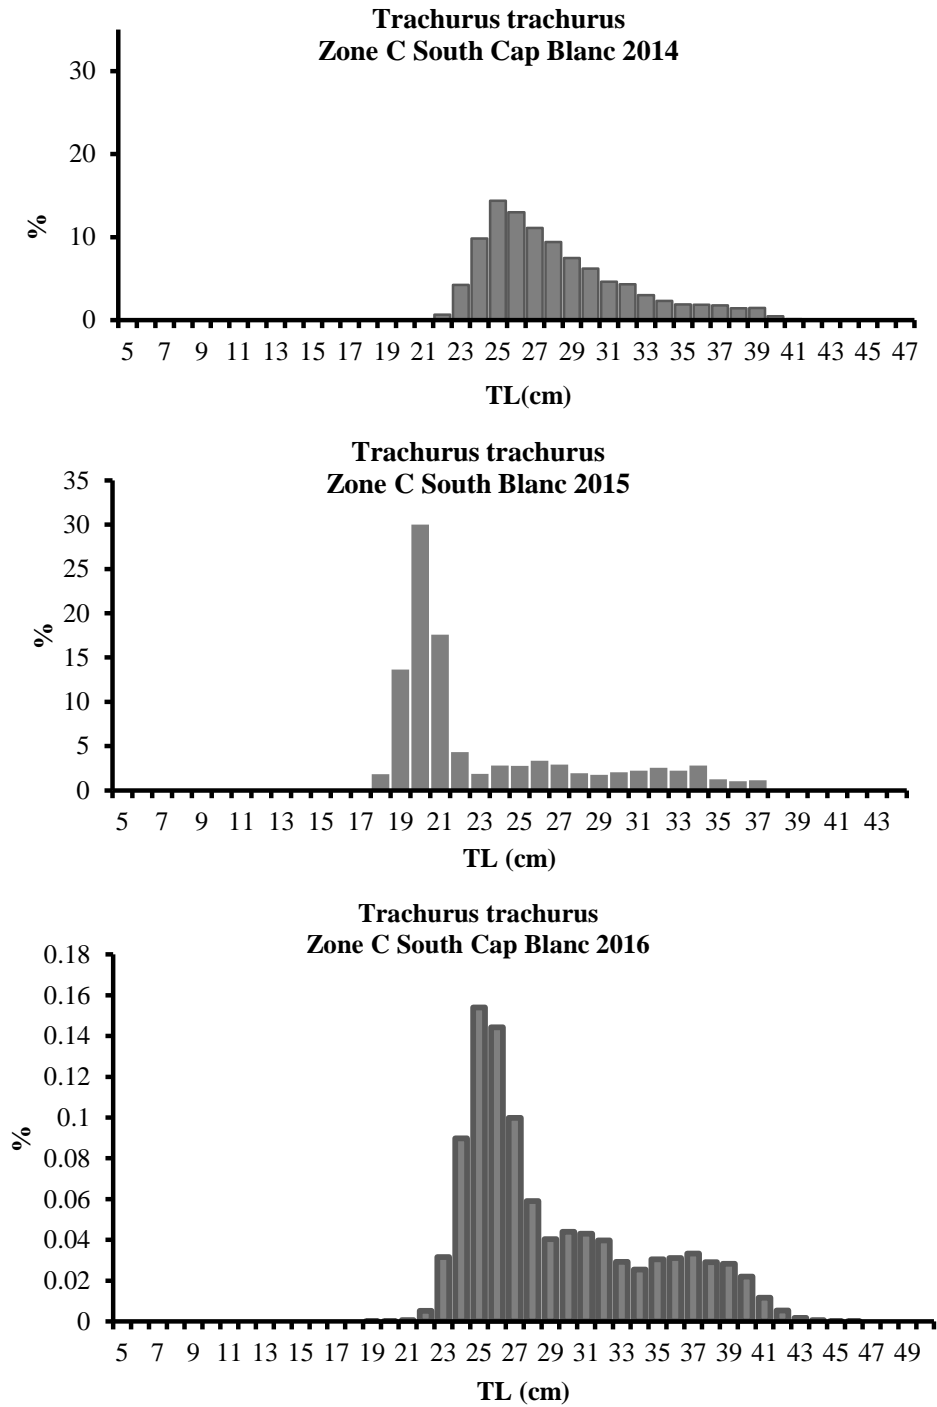 Trachurus trachurus
Zone C South Cap Blanc 2014
30
20
10
0
%
5 7 9 11 13 15 17 19 21 23 25 27 29 31 33 35 37 39 41 43 45 47
TL(cm)
Trachurus trachurus
Zone C South Blanc 2015
35
30
25
20
15
10
5
0
%
5 7 9 11 13 15 17 19 21 23 25 27 29 31 33 35 37 39 41 43
TL (cm)
Trachurus trachurus
Zone C South Cap Blanc 2016
0.18
0.16
0.14
0.12
0.1
0.08
0.06
0.04
0.02
0
%
5 7 9 11 13 15 17 19 21 23 25 27 29 31 33 35 37 39 41 43 45 47 49
TL (cm)